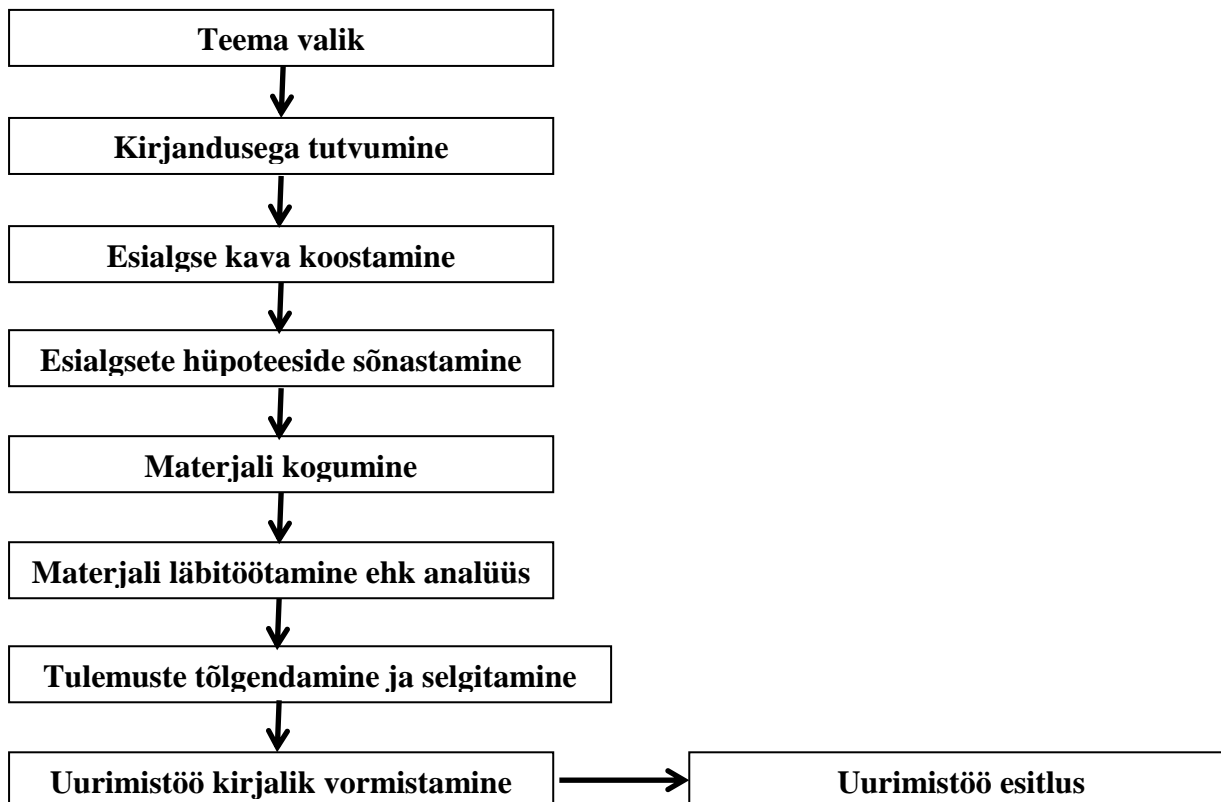 Teema valik
Kirjandusega tutvumine
Esialgse kava koostamine
Esialgsete hüpoteeside sõnastamine
Materjali kogumine
Materjali läbitöötamine ehk analüüs
Tulemuste tõlgendamine ja selgitamine
Uurimistöö kirjalik vormistamine
Uurimistöö esitlus